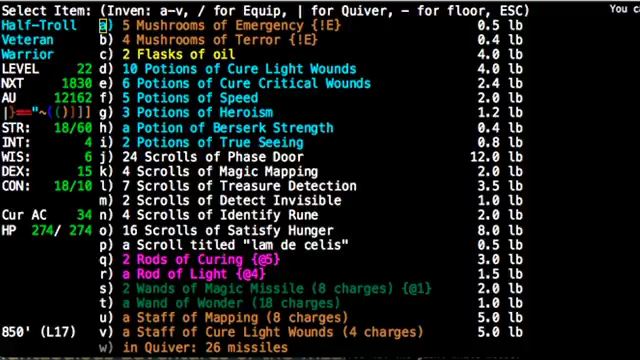 Select Item: (Inven: a-v, / for Equip, | for Quiver, - for floor, ESC) You ca
Half-Troll a) 5 Mushrooms of Emergency {!E} 0.5 lb
Veteran b) 4 Mushrooms of Terror {!E} 0.4 lb
Warrior c) 2 Flasks of oil 4.0 lb
LEVEL 22 d) 10 Potions of Cure Light Wounds 4.0 lb
NXT 1830 e) 6 Potions of Cure Critical Wounds 2.4 lb
AU 12162 f) 5 Potions of Speed 2.0 lb
|}=="~(()]]] g) 3 Potions of Heroism 1.2 lb
STR: 18/60 h) a Potion of Berserk Strength 0.4 lb
INT: 4 i) 2 Potions of True Seeing 0.8 lb
WIS: 6 j) 24 Scrolls of Phase Door 12.0 lb
DEX: 15 k) 4 Scrolls of Magic Mapping 2.0 lb
CON: 18/10 l) 7 Scrolls of Treasure Detection 3.5 lb
m) 2 Scrolls of Detect Invisible 1.0 lb
Cur AC 34 n) 4 Scrolls of Identify Rune 2.0 lb
HP 274/ 274 o) 16 Scrolls of Satisfy Hunger 8.0 lb
p) a Scroll titled "lam de celis" 0.5 lb
q) 2 Rods of Curing {@5} 3.0 lb
r) a Rod of Light {@4} 1.5 lb
s) 2 Wands of Magic Missile (8 charges) {@1} 2.0 lb
t) a Wand of Wonder (18 charges) 1.0 lb
u) a Staff of Mapping (8 charges) 5.0 lb
850' (L17) v) a Staff of Cure Light Wounds (4 charges) 5.0 lb
w) in Quiver: 26 missiles